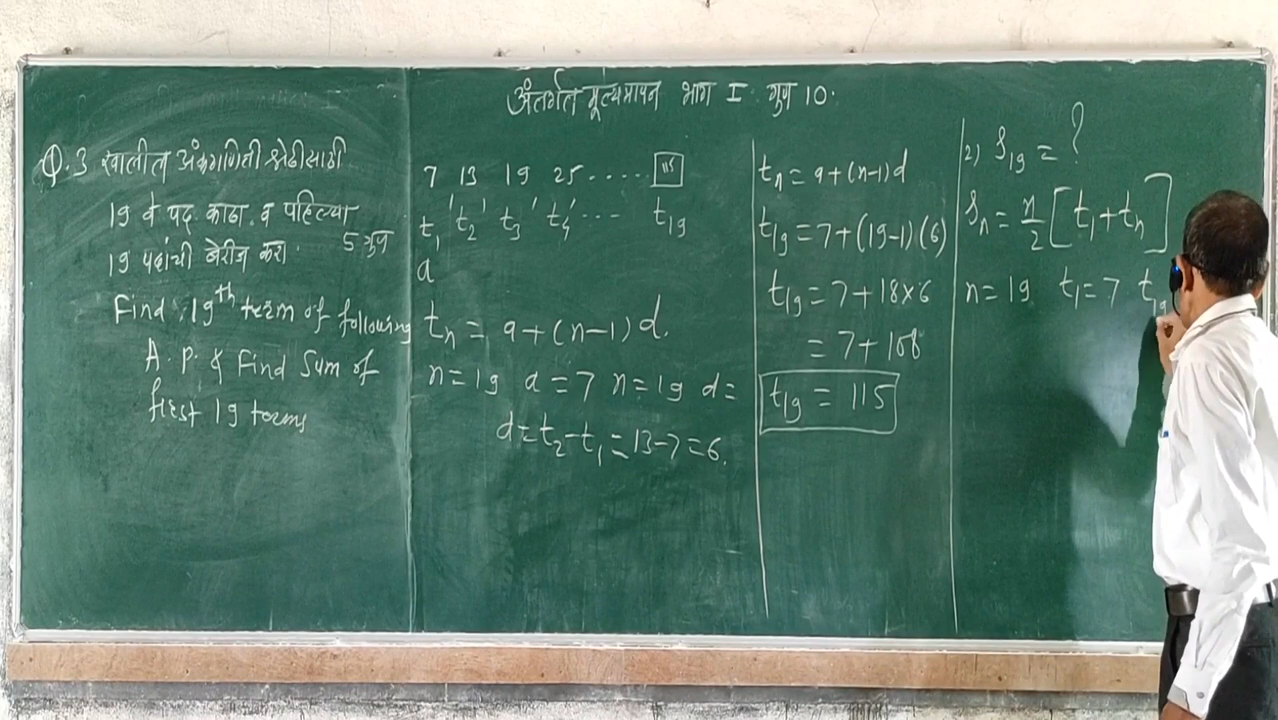 अंतर्गत मूल्यमापन भाग I गुण 10.
Q.3 खालील अंकगणिती श्रेढीसाठी
19 वे पद काढा व पहिल्या
19 पदांची बेरीज करा. 5 गुण
Find 19th term of following
A.P. & Find Sum of
first 19 terms
7 13 19 25 ..... 115
t1, t2, t3, t4, ... t19
a
tn = a+(n-1)d.
n=19 a=7 n=19 d=
d=t2-t1=13-7=6.
tn = a+(n-1)d
t19 = 7+(19-1)(6)
t19 = 7+18×6
= 7+108
t19 = 115
2) S19 = ?
Sn = n/2 [t1+tn]
n=19 t1=7 t19